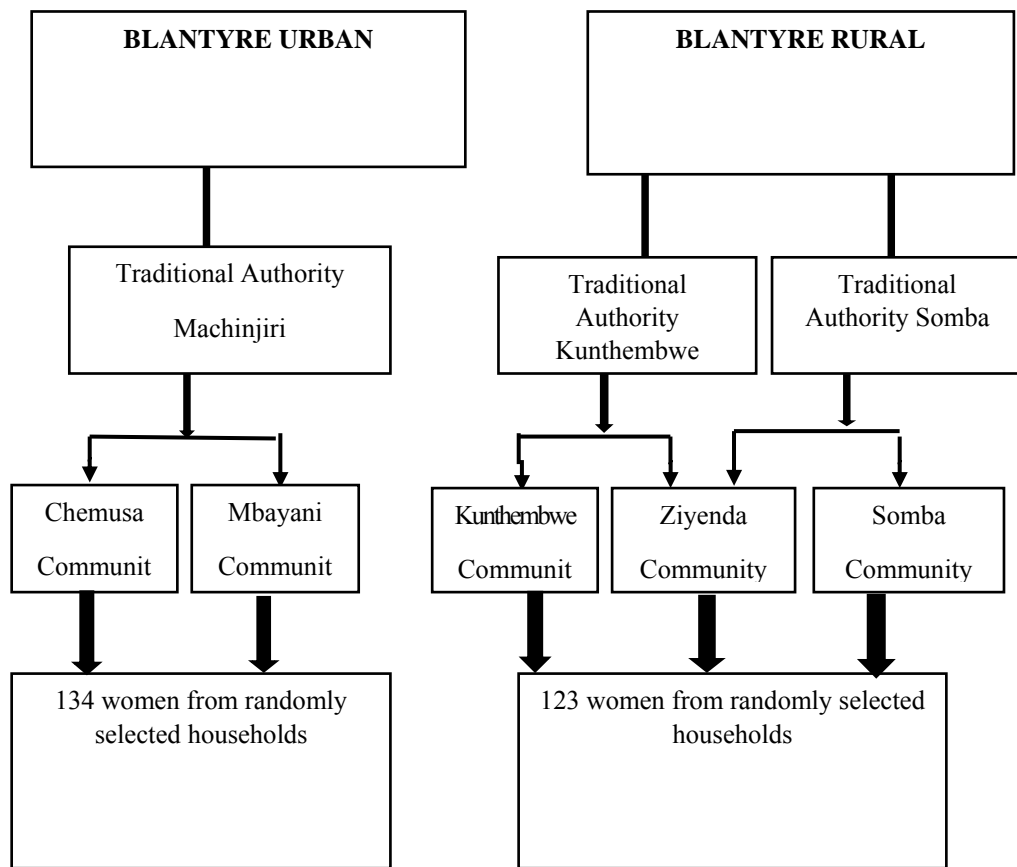 BLANTYRE URBAN
BLANTYRE RURAL
Traditional Authority
Machinjiri
Traditional
Authority
Kunthembwe
Traditional
Authority Somba
Chemusa
Communit
Mbayani
Communit
Kunthembwe
Communit
Ziyenda
Community
Somba
Community
134 women from randomly
selected households
123 women from randomly selected
households